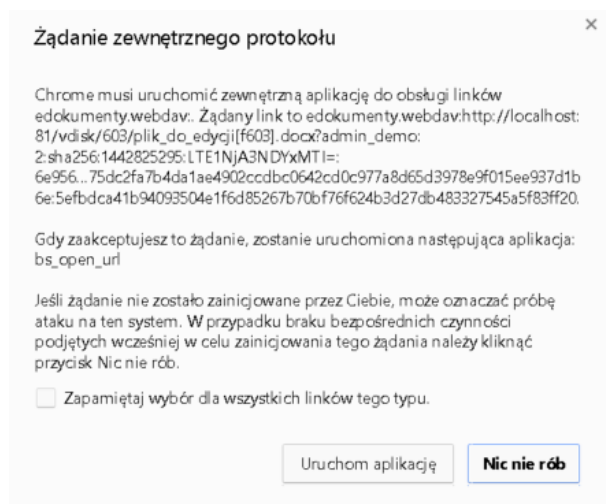 Żądanie zewnętrznego protokołu
Chrome musi uruchomić zewnętrzną aplikację do obsługi linków
edokumenty.webdav:. Żądany link to edokumenty.webdav:http://localhost:
81/vdisk/603/plik_do_edycji[f603].docx?admin_demo:
2:sha256:1442825295:LTE1NjA3NDYxMTI=:
6e956...75dc2fa7b4da1ae4902ccdbc0642cd0c977a8d65d3978e9f015ee937d1b
6e:5efbdca41b94093504e1f6d85267b70bf76f624b3d27db483327545a5f83ff20.
Gdy zaakceptujesz to żądanie, zostanie uruchomiona następująca aplikacja:
bs_open_url
Jeśli żądanie nie zostało zainicjowane przez Ciebie, może oznaczać próbę
ataku na ten system. W przypadku braku bezpośrednich czynności
podjętych wcześniej w celu zainicjowania tego żądania należy kliknąć
przycisk Nic nie rób.
Zapamiętaj wybór dla wszystkich linków tego typu.
Uruchom aplikację Nic nie rób